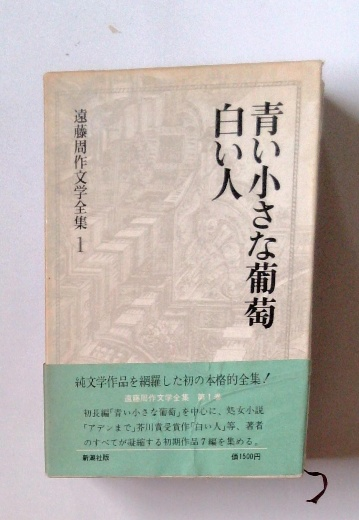 青い小さな葡萄
白い人
遠藤周作文学全集1
純文学作品を網羅した初の本格的全集!
遠藤周作文学全集 第1巻
初長編「青い小さな葡萄」を中心に、処女小説
「アデンまで」芥川賞受賞作「白い人」等、著者
のすべてが凝縮する初期作品7編を集める。
新潮社版 価1500円